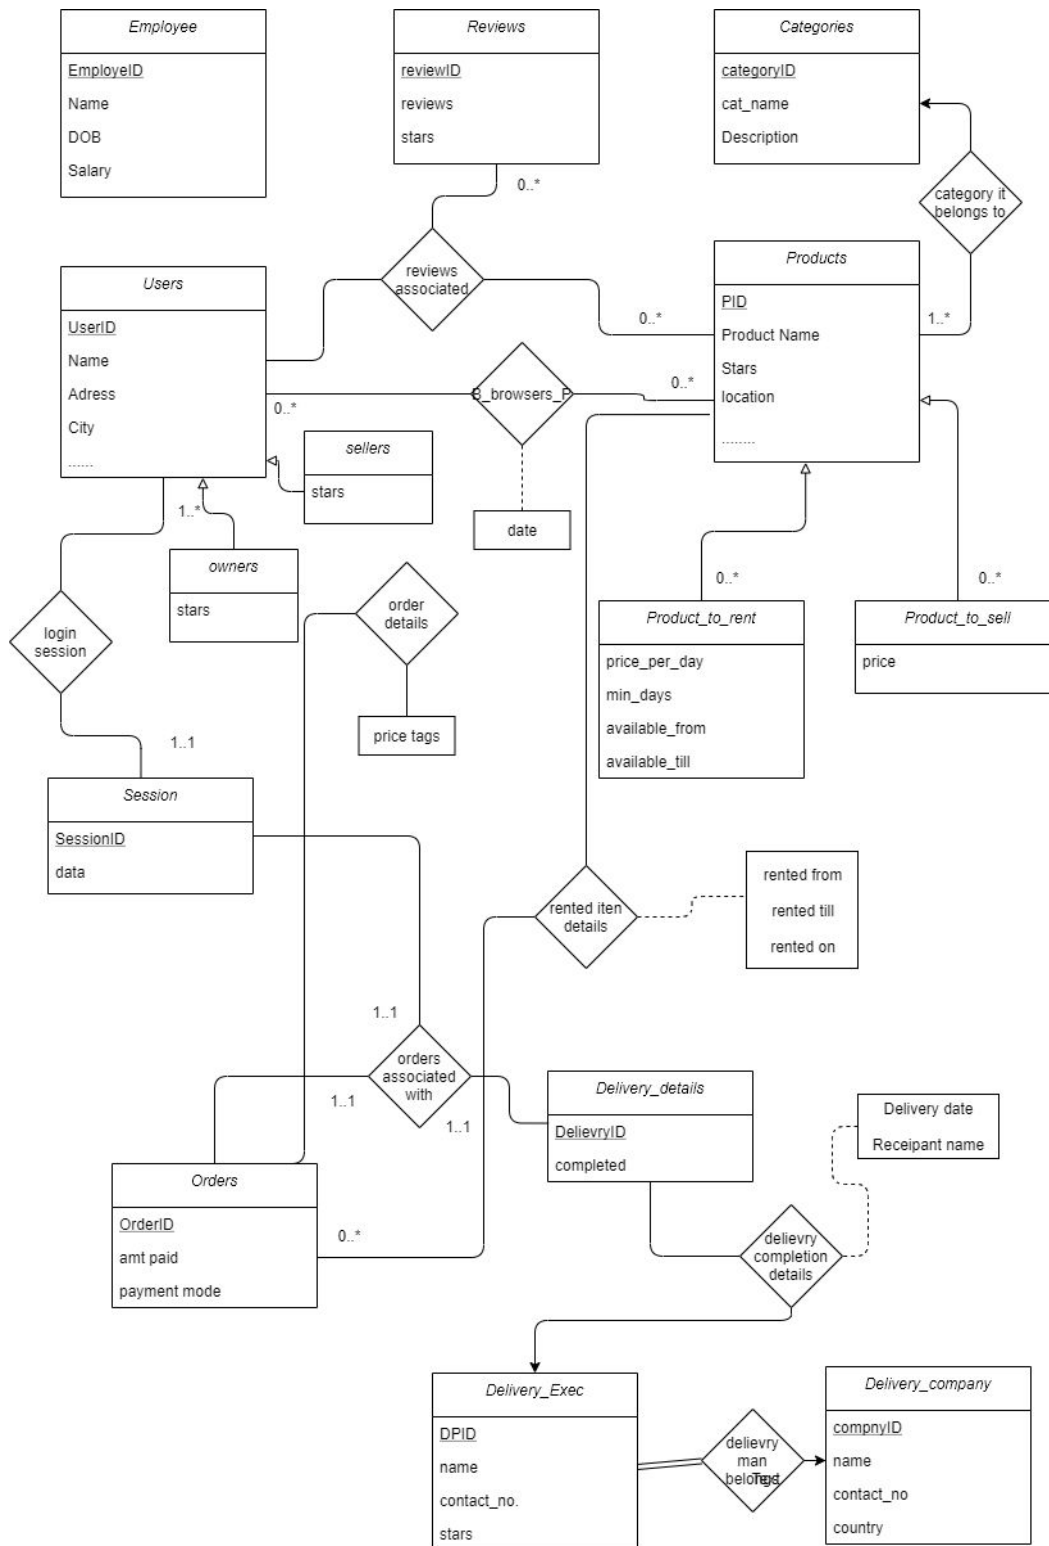 Employee
EmployeID
Name
DOB
Salary
Reviews
reviewID
reviews
stars
0..*
Categories
categoryID
cat_name
Description
category it
belongs to
reviews
associated
Users
UserID
Name
Adress
City
......
Products
PID
Product Name
Stars
location
........
0..*
1..*
0..*
B_browsers_P
0..*
date
sellers
stars
1..*
owners
stars
login
session
order
details
price tags
0..*
Product_to_rent
price_per_day
min_days
available_from
available_till
0..*
Product_to_sell
price
1..1
Session
SessionID
data
rented iten
details
rented from
rented till
rented on
1..1
orders
associated
with
1..1
1..1
Delivery_details
DelievryID
completed
Delivery date
Receipant name
Orders
OrderID
amt paid
payment mode
0..*
delievry
completion
details
Delivery_Exec
DPID
name
contact_no.
stars
delievry
man
belongs
Text
Delivery_company
compnyID
name
contact_no
country